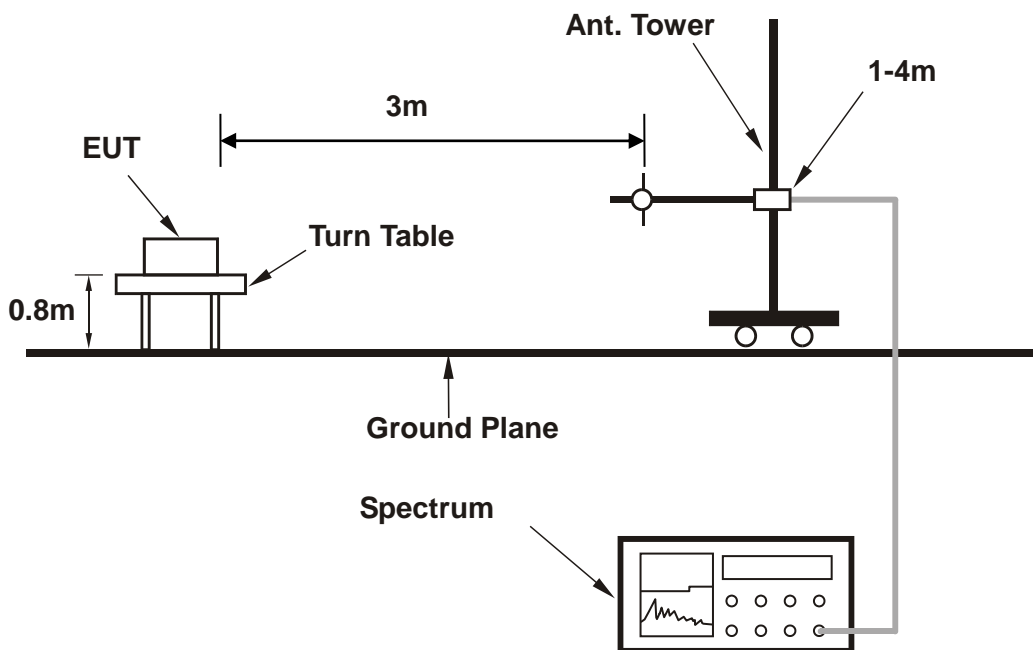 Ant. Tower
1-4m
3m
EUT
Turn Table
0.8m
Ground Plane
Spectrum